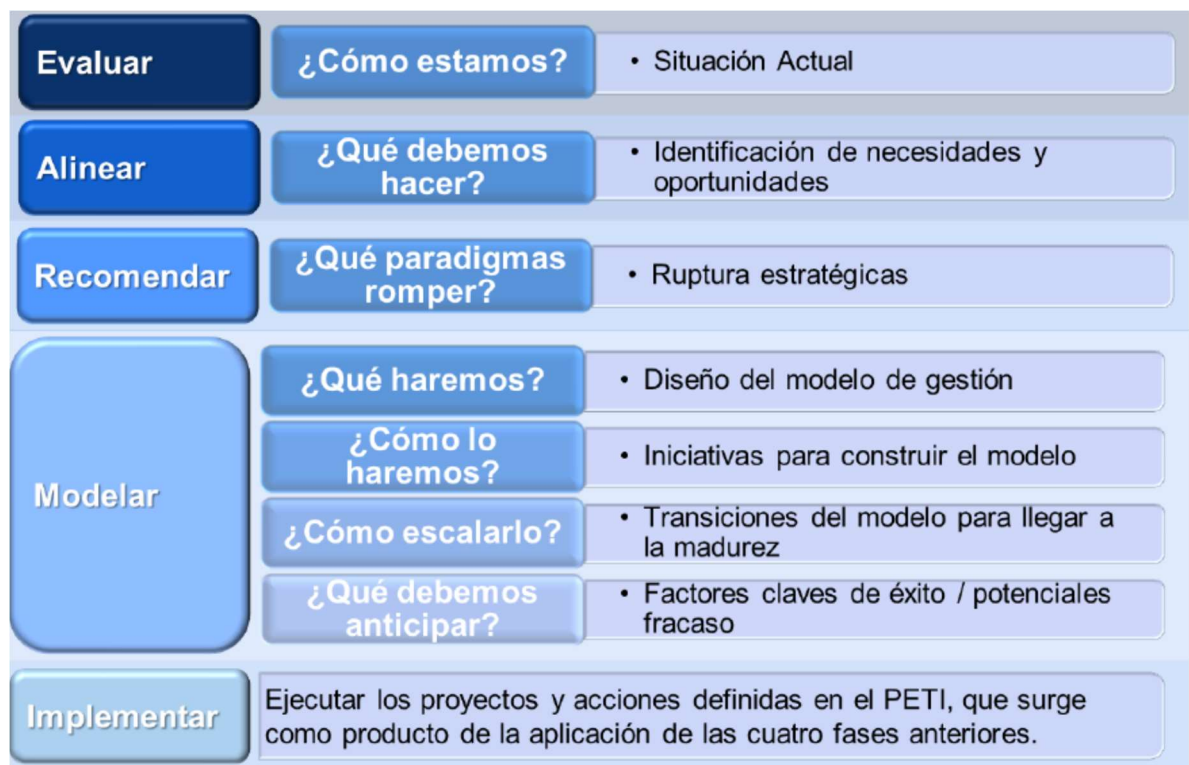 Evaluar
¿Cómo estamos?
• Situación Actual
Alinear
¿Qué debemos
hacer?
• Identificación de necesidades y
oportunidades
Recomendar
¿Qué paradigmas
romper?
• Ruptura estratégicas
Modelar
¿Qué haremos?
• Diseño del modelo de gestión
¿Cómo lo
haremos?
• Iniciativas para construir el modelo
¿Cómo escalarlo?
• Transiciones del modelo para llegar a
la madurez
¿Qué debemos
anticipar?
• Factores claves de éxito / potenciales
fracaso
Implementar
Ejecutar los proyectos y acciones definidas en el PETI, que surge
como producto de la aplicación de las cuatro fases anteriores.